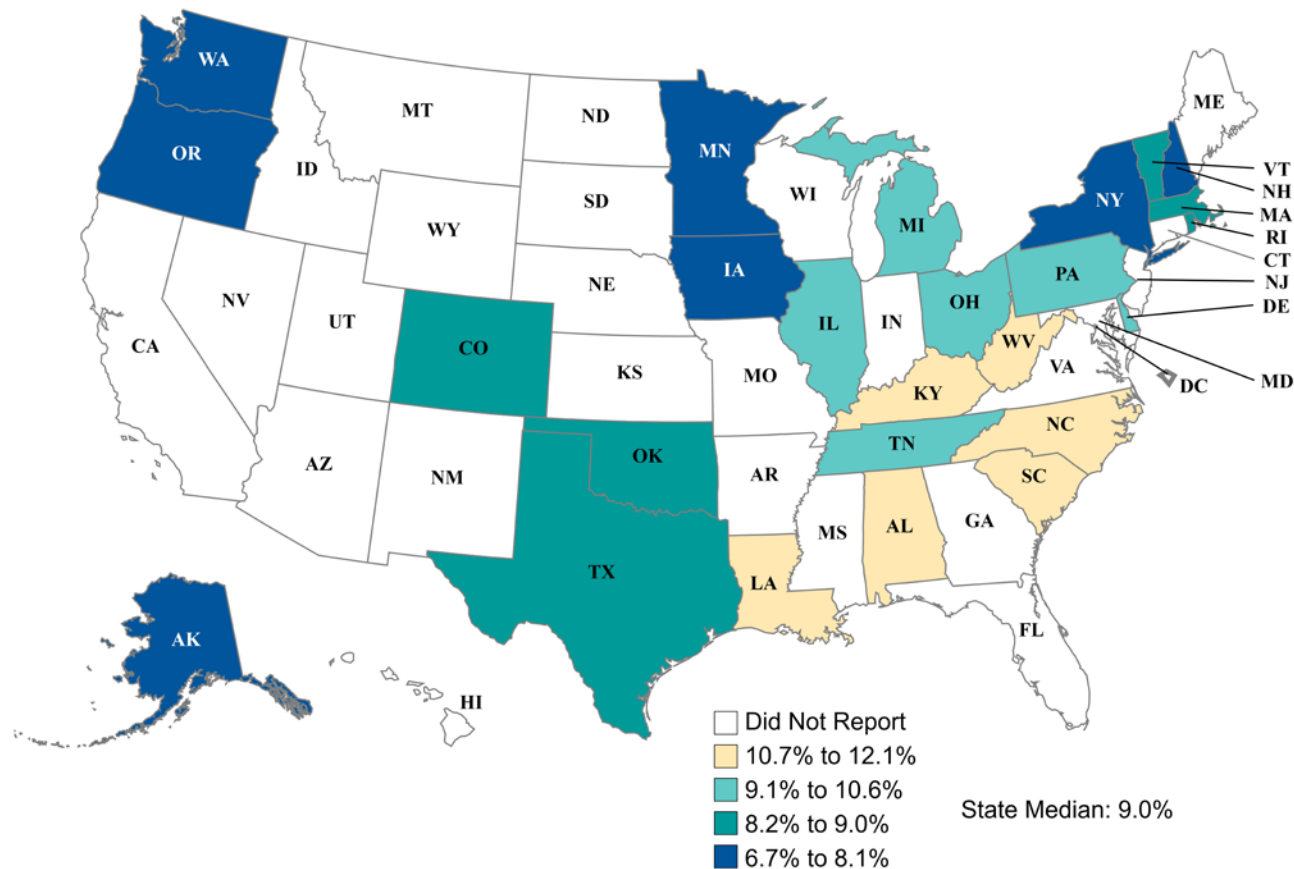 WA
MT
ND
ME
OR
ID
MN
SD
WI
WY
MI
NY
VT
NH
MA
RI
CT
NJ
DE
NV
UT
NE
IA
PA
CA
CO
KS
MO
IL
IN
OH
WV
VA
DC
MD
KY
AZ
NM
OK
AR
TN
NC
SC
TX
LA
MS
AL
GA
FL
AK
HI
Did Not Report
10.7% to 12.1%
9.1% to 10.6%
8.2% to 9.0%
6.7% to 8.1%
State Median: 9.0%